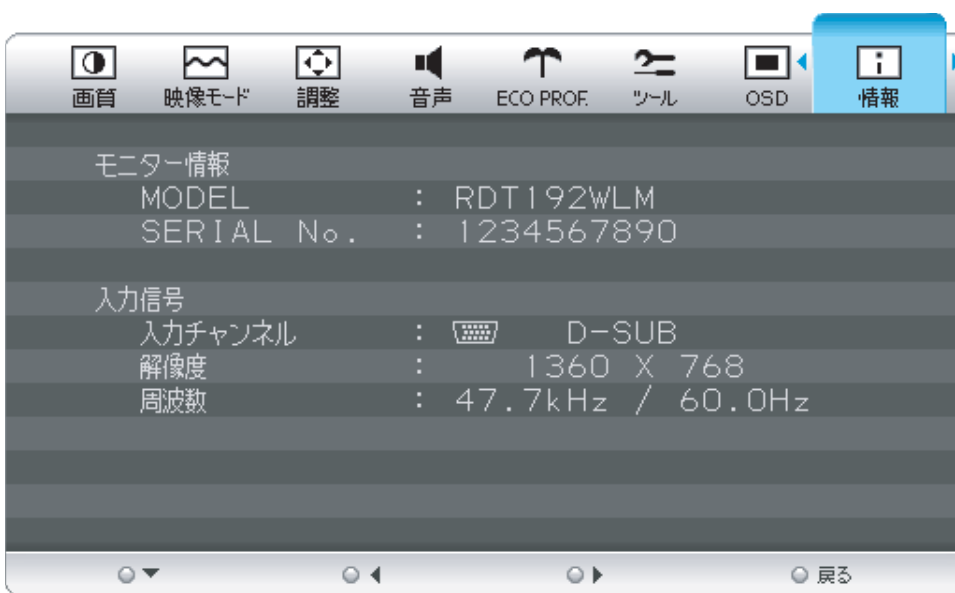 画質 映像モード 調整 音声 ECO PROF. ツール OSD 情報
モニター情報
MODEL : RDT192WLM
SERIAL No. : 1234567890
入力信号
入力チャンネル : D-SUB
解像度 : 1360 X 768
周波数 : 47.7kHz / 60.0Hz
戻る